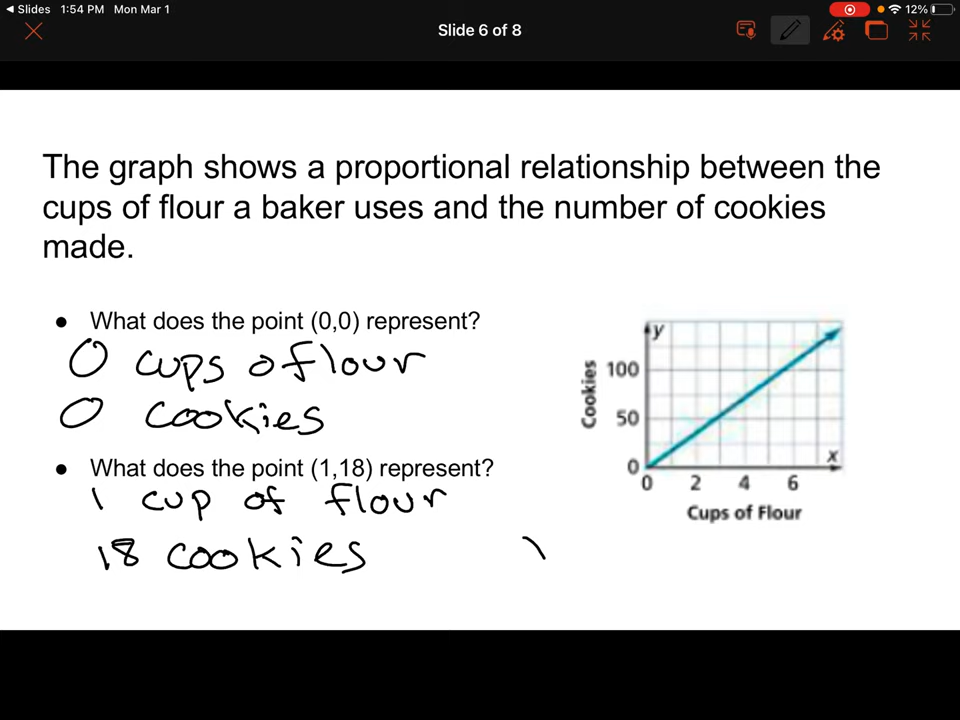 Slides 1:54 PM Mon Mar 1
12%
Slide 6 of 8
The graph shows a proportional relationship between the
cups of flour a baker uses and the number of cookies
made.
● What does the point (0,0) represent?
0 cups of flour
0 cookies
● What does the point (1,18) represent?
1 cup of flour
18 cookies
y
Cookies
100
50
0
x
0 2 4 6
Cups of Flour